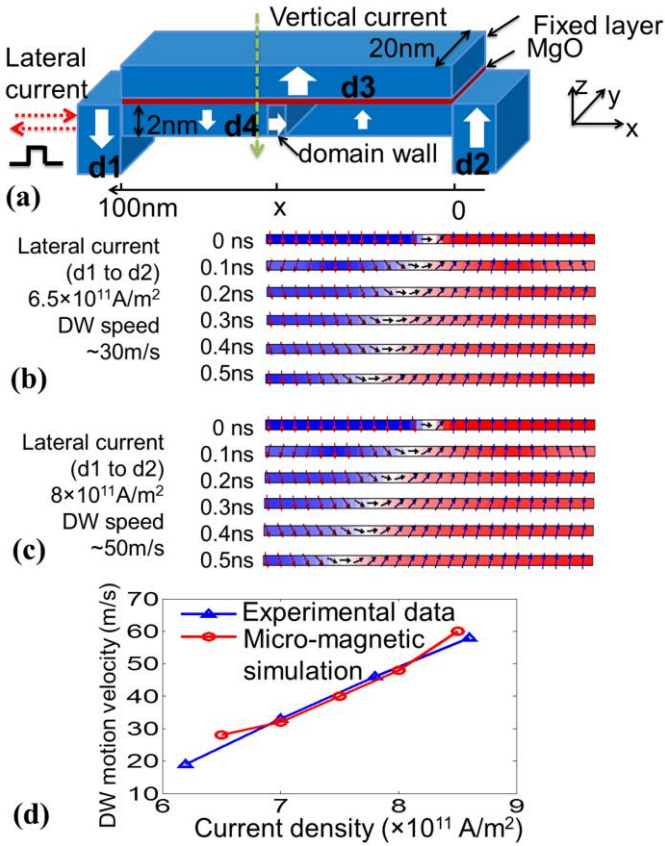 Vertical current
Fixed layer
MgO
20nm
Lateral
current
d3
2nm
d4
d1
d2
domain wall
z
y
x
(a)
100nm
x
0
Lateral current
(d1 to d2)
6.5×10¹¹A/m²
DW speed
~30m/s
(b)
0 ns
0.1ns
0.2ns
0.3ns
0.4ns
0.5ns
Lateral current
(d1 to d2)
8×10¹¹A/m²
DW speed
~50m/s
(c)
0 ns
0.1ns
0.2ns
0.3ns
0.4ns
0.5ns
DW motion velocity (m/s)
70
60
50
40
30
20
10
Experimental data
Micro-magnetic
simulation
6
7
8
9
Current density (×10¹¹ A/m²)
(d)